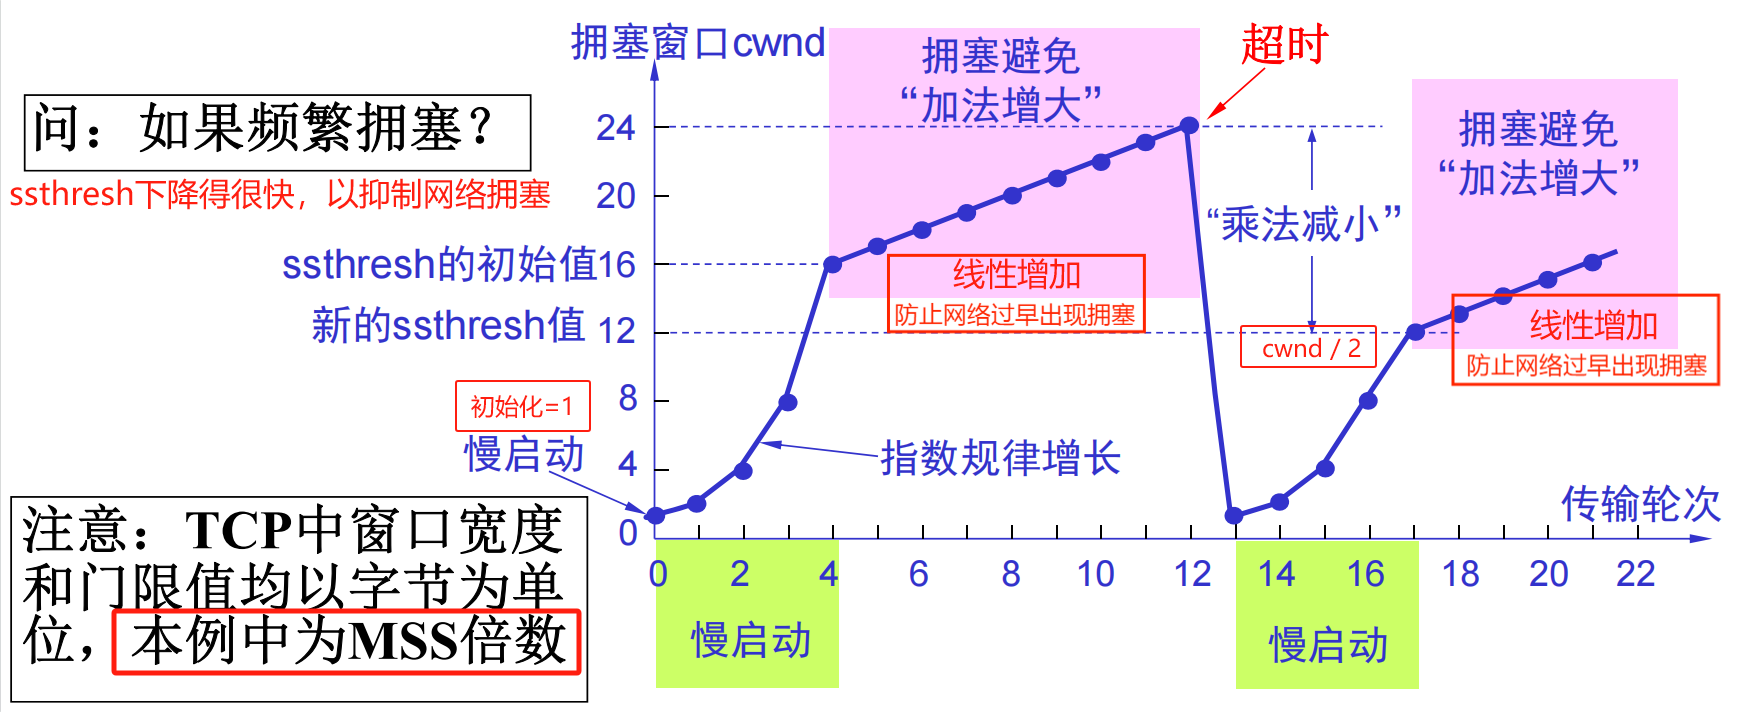 拥塞窗口cwnd
拥塞避免
“加法增大”
超时
问：如果频繁拥塞？
ssthresh下降得很快，以抑制网络拥塞
24
20
ssthresh的初始值16
新的ssthresh值 12
8
4
0
拥塞避免
“加法增大”
“乘法减小”
线性增加
防止网络过早出现拥塞
cwnd / 2
线性增加
防止网络过早出现拥塞
初始化=1
慢启动
指数规律增长
传输轮次
0 2 4 6 8 10 12 14 16 18 20 22
慢启动
慢启动
注意：TCP中窗口宽度
和门限值均以字节为单
位，本例中为MSS倍数